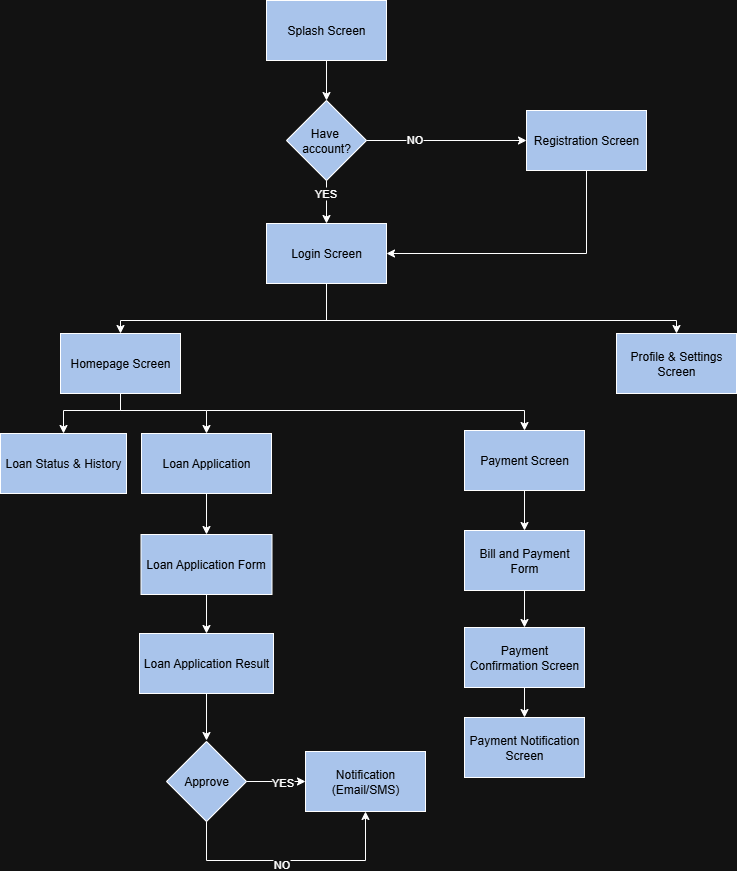 Splash Screen
Have
account?
NO
Registration Screen
YES
Login Screen
Homepage Screen
Profile & Settings
Screen
Loan Status & History
Loan Application
Payment Screen
Loan Application Form
Bill and Payment
Form
Loan Application Result
Payment
Confirmation Screen
Payment Notification
Screen
Approve
YES
Notification
(Email/SMS)
NO